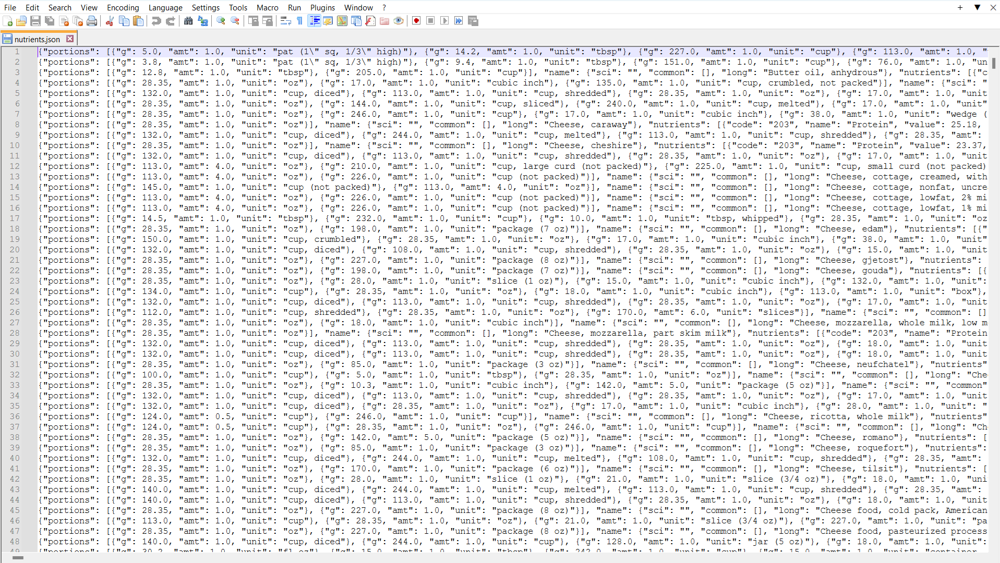 File Edit Search View Encoding Language Settings Tools Macro Run Plugins Window ? + ▼ ✕
nutrients.json
1 {"portions": [{"g": 5.0, "amt": 1.0, "unit": "pat (1\" sq, 1/3\" high)"}, {"g": 14.2, "amt": 1.0, "unit": "tbsp"}, {"g": 227.0, "amt": 1.0, "unit": "cup"}, {"g": 113.0, "amt": 1.0, "
2 {"portions": [{"g": 3.8, "amt": 1.0, "unit": "pat (1\" sq, 1/3\" high)"}, {"g": 9.4, "amt": 1.0, "unit": "tbsp"}, {"g": 151.0, "amt": 1.0, "unit": "cup"}, {"g": 76.0, "amt": 1.0, "un
3 {"portions": [{"g": 12.8, "amt": 1.0, "unit": "tbsp"}, {"g": 205.0, "amt": 1.0, "unit": "cup"}], "name": {"sci": "", "common": [], "long": "Butter oil, anhydrous"}, "nutrients": [{"c
4 {"portions": [{"g": 28.35, "amt": 1.0, "unit": "oz"}, {"g": 17.0, "amt": 1.0, "unit": "cubic inch"}, {"g": 135.0, "amt": 1.0, "unit": "cup, crumbled, not packed"}], "name": {"sci": "
5 {"portions": [{"g": 132.0, "amt": 1.0, "unit": "cup, diced"}, {"g": 113.0, "amt": 1.0, "unit": "cup, shredded"}, {"g": 28.35, "amt": 1.0, "unit": "oz"}, {"g": 17.0, "amt": 1.0, "unit
6 {"portions": [{"g": 28.35, "amt": 1.0, "unit": "oz"}, {"g": 144.0, "amt": 1.0, "unit": "cup, sliced"}, {"g": 240.0, "amt": 1.0, "unit": "cup, melted"}, {"g": 17.0, "amt": 1.0, "unit"
7 {"portions": [{"g": 28.35, "amt": 1.0, "unit": "oz"}, {"g": 246.0, "amt": 1.0, "unit": "cup"}, {"g": 17.0, "amt": 1.0, "unit": "cubic inch"}, {"g": 38.0, "amt": 1.0, "unit": "wedge (
8 {"portions": [{"g": 28.35, "amt": 1.0, "unit": "oz"}], "name": {"sci": "", "common": [], "long": "Cheese, caraway"}, "nutrients": [{"code": "203", "name": "Protein", "value": 25.18,
9 {"portions": [{"g": 132.0, "amt": 1.0, "unit": "cup, diced"}, {"g": 244.0, "amt": 1.0, "unit": "cup, melted"}, {"g": 113.0, "amt": 1.0, "unit": "cup, shredded"}, {"g": 28.35, "amt":
10 {"portions": [{"g": 28.35, "amt": 1.0, "unit": "oz"}], "name": {"sci": "", "common": [], "long": "Cheese, cheshire"}, "nutrients": [{"code": "203", "name": "Protein", "value": 23.37,
11 {"portions": [{"g": 132.0, "amt": 1.0, "unit": "cup, diced"}, {"g": 113.0, "amt": 1.0, "unit": "cup, shredded"}, {"g": 28.35, "amt": 1.0, "unit": "oz"}, {"g": 17.0, "amt": 1.0, "unit
12 {"portions": [{"g": 113.0, "amt": 4.0, "unit": "oz"}, {"g": 210.0, "amt": 1.0, "unit": "cup, large curd (not packed)"}, {"g": 225.0, "amt": 1.0, "unit": "cup, small curd (not packed)
13 {"portions": [{"g": 113.0, "amt": 4.0, "unit": "oz"}, {"g": 226.0, "amt": 1.0, "unit": "cup (not packed)"}], "name": {"sci": "", "common": [], "long": "Cheese, cottage, creamed, with
14 {"portions": [{"g": 145.0, "amt": 1.0, "unit": "cup (not packed)"}, {"g": 113.0, "amt": 4.0, "unit": "oz"}], "name": {"sci": "", "common": [], "long": "Cheese, cottage, nonfat, uncre
15 {"portions": [{"g": 113.0, "amt": 4.0, "unit": "oz"}, {"g": 226.0, "amt": 1.0, "unit": "cup (not packed)"}], "name": {"sci": "", "common": [], "long": "Cheese, cottage, lowfat, 2% mi
16 {"portions": [{"g": 113.0, "amt": 4.0, "unit": "oz"}, {"g": 226.0, "amt": 1.0, "unit": "cup (not packed)"}], "name": {"sci": "", "common": [], "long": "Cheese, cottage, lowfat, 1% mi
17 {"portions": [{"g": 14.5, "amt": 1.0, "unit": "tbsp"}, {"g": 232.0, "amt": 1.0, "unit": "cup"}, {"g": 10.0, "amt": 1.0, "unit": "tbsp, whipped"}, {"g": 28.35, "amt": 1.0, "unit": "oz
18 {"portions": [{"g": 28.35, "amt": 1.0, "unit": "oz"}, {"g": 198.0, "amt": 1.0, "unit": "package (7 oz)"}], "name": {"sci": "", "common": [], "long": "Cheese, edam"}, "nutrients": [{"
19 {"portions": [{"g": 150.0, "amt": 1.0, "unit": "cup, crumbled"}, {"g": 28.35, "amt": 1.0, "unit": "oz"}, {"g": 17.0, "amt": 1.0, "unit": "cubic inch"}, {"g": 38.0, "amt": 1.0, "unit"
20 {"portions": [{"g": 132.0, "amt": 1.0, "unit": "cup, diced"}, {"g": 108.0, "amt": 1.0, "unit": "cup, shredded"}, {"g": 28.35, "amt": 1.0, "unit": "oz"}, {"g": 15.0, "amt": 1.0, "unit
21 {"portions": [{"g": 28.35, "amt": 1.0, "unit": "oz"}, {"g": 227.0, "amt": 1.0, "unit": "package (8 oz)"}], "name": {"sci": "", "common": [], "long": "Cheese, gjetost"}, "nutrients":
22 {"portions": [{"g": 28.35, "amt": 1.0, "unit": "oz"}, {"g": 198.0, "amt": 1.0, "unit": "package (7 oz)"}], "name": {"sci": "", "common": [], "long": "Cheese, gouda"}, "nutrients": [{
23 {"portions": [{"g": 28.35, "amt": 1.0, "unit": "oz"}, {"g": 28.0, "amt": 1.0, "unit": "slice (1 oz)"}, {"g": 15.0, "amt": 1.0, "unit": "cubic inch"}, {"g": 132.0, "amt": 1.0, "unit":
24 {"portions": [{"g": 134.0, "amt": 1.0, "unit": "cup"}, {"g": 28.35, "amt": 1.0, "unit": "oz"}, {"g": 18.0, "amt": 1.0, "unit": "cubic inch"}, {"g": 113.0, "amt": 1.0, "unit": "box"},
25 {"portions": [{"g": 132.0, "amt": 1.0, "unit": "cup, diced"}, {"g": 113.0, "amt": 1.0, "unit": "cup, shredded"}, {"g": 28.35, "amt": 1.0, "unit": "oz"}, {"g": 17.0, "amt": 1.0, "unit
26 {"portions": [{"g": 112.0, "amt": 1.0, "unit": "cup, shredded"}, {"g": 28.35, "amt": 1.0, "unit": "oz"}, {"g": 170.0, "amt": 6.0, "unit": "slices"}], "name": {"sci": "", "common": []
27 {"portions": [{"g": 28.35, "amt": 1.0, "unit": "oz"}, {"g": 18.0, "amt": 1.0, "unit": "cubic inch"}], "name": {"sci": "", "common": [], "long": "Cheese, mozzarella, whole milk, low m
28 {"portions": [{"g": 28.35, "amt": 1.0, "unit": "oz"}], "name": {"sci": "", "common": [], "long": "Cheese, mozzarella, part skim milk"}, "nutrients": [{"code": "203", "name": "Protein
29 {"portions": [{"g": 132.0, "amt": 1.0, "unit": "cup, diced"}, {"g": 113.0, "amt": 1.0, "unit": "cup, shredded"}, {"g": 28.35, "amt": 1.0, "unit": "oz"}, {"g": 18.0, "amt": 1.0, "unit
30 {"portions": [{"g": 132.0, "amt": 1.0, "unit": "cup, diced"}, {"g": 113.0, "amt": 1.0, "unit": "cup, shredded"}, {"g": 28.35, "amt": 1.0, "unit": "oz"}, {"g": 18.0, "amt": 1.0, "unit
31 {"portions": [{"g": 28.35, "amt": 1.0, "unit": "oz"}, {"g": 85.0, "amt": 1.0, "unit": "package (3 oz)"}], "name": {"sci": "", "common": [], "long": "Cheese, neufchatel"}, "nutrients"
32 {"portions": [{"g": 100.0, "amt": 1.0, "unit": "cup"}, {"g": 5.0, "amt": 1.0, "unit": "tbsp"}, {"g": 28.35, "amt": 1.0, "unit": "oz"}], "name": {"sci": "", "common": [], "long": "Che
33 {"portions": [{"g": 28.35, "amt": 1.0, "unit": "oz"}, {"g": 10.3, "amt": 1.0, "unit": "cubic inch"}, {"g": 142.0, "amt": 5.0, "unit": "package (5 oz)"}], "name": {"sci": "", "common"
34 {"portions": [{"g": 132.0, "amt": 1.0, "unit": "cup, diced"}, {"g": 113.0, "amt": 1.0, "unit": "cup, shredded"}, {"g": 28.35, "amt": 1.0, "unit": "oz"}, {"g": 17.0, "amt": 1.0, "unit
35 {"portions": [{"g": 132.0, "amt": 1.0, "unit": "cup, diced"}, {"g": 28.35, "amt": 1.0, "unit": "oz"}, {"g": 17.0, "amt": 1.0, "unit": "cubic inch"}, {"g": 28.0, "amt": 1.0, "unit": "
36 {"portions": [{"g": 124.0, "amt": 0.5, "unit": "cup"}, {"g": 246.0, "amt": 1.0, "unit": "cup"}], "name": {"sci": "", "common": [], "long": "Cheese, ricotta, whole milk"}, "nutrients"
37 {"portions": [{"g": 124.0, "amt": 0.5, "unit": "cup"}, {"g": 28.35, "amt": 1.0, "unit": "oz"}, {"g": 246.0, "amt": 1.0, "unit": "cup"}], "name": {"sci": "", "common": [], "long": "Ch
38 {"portions": [{"g": 28.35, "amt": 1.0, "unit": "oz"}, {"g": 142.0, "amt": 5.0, "unit": "package (5 oz)"}], "name": {"sci": "", "common": [], "long": "Cheese, romano"}, "nutrients": [
39 {"portions": [{"g": 28.35, "amt": 1.0, "unit": "oz"}, {"g": 85.0, "amt": 1.0, "unit": "package (3 oz)"}], "name": {"sci": "", "common": [], "long": "Cheese, roquefort"}, "nutrients":
40 {"portions": [{"g": 132.0, "amt": 1.0, "unit": "cup, diced"}, {"g": 244.0, "amt": 1.0, "unit": "cup, melted"}, {"g": 108.0, "amt": 1.0, "unit": "cup, shredded"}, {"g": 28.35, "amt":
41 {"portions": [{"g": 28.35, "amt": 1.0, "unit": "oz"}, {"g": 170.0, "amt": 1.0, "unit": "package (6 oz)"}], "name": {"sci": "", "common": [], "long": "Cheese, tilsit"}, "nutrients": [
42 {"portions": [{"g": 28.35, "amt": 1.0, "unit": "oz"}, {"g": 28.0, "amt": 1.0, "unit": "slice (1 oz)"}, {"g": 21.0, "amt": 1.0, "unit": "slice (3/4 oz)"}, {"g": 18.0, "amt": 1.0, "uni
43 {"portions": [{"g": 140.0, "amt": 1.0, "unit": "cup, diced"}, {"g": 244.0, "amt": 1.0, "unit": "cup, melted"}, {"g": 113.0, "amt": 1.0, "unit": "cup, shredded"}, {"g": 28.35, "amt":
44 {"portions": [{"g": 140.0, "amt": 1.0, "unit": "cup, diced"}, {"g": 113.0, "amt": 1.0, "unit": "cup, shredded"}, {"g": 28.35, "amt": 1.0, "unit": "oz"}, {"g": 18.0, "amt": 1.0, "unit
45 {"portions": [{"g": 28.35, "amt": 1.0, "unit": "oz"}, {"g": 227.0, "amt": 1.0, "unit": "package (8 oz)"}], "name": {"sci": "", "common": [], "long": "Cheese food, cold pack, American
46 {"portions": [{"g": 113.0, "amt": 1.0, "unit": "cup"}, {"g": 28.35, "amt": 1.0, "unit": "oz"}, {"g": 21.0, "amt": 1.0, "unit": "slice (3/4 oz)"}, {"g": 227.0, "amt": 1.0, "unit": "pa
47 {"portions": [{"g": 28.35, "amt": 1.0, "unit": "oz"}, {"g": 227.0, "amt": 1.0, "unit": "package (8 oz)"}], "name": {"sci": "", "common": [], "long": "Cheese food, pasteurized process
48 {"portions": [{"g": 140.0, "amt": 1.0, "unit": "cup, diced"}, {"g": 244.0, "amt": 1.0, "unit": "cup"}, {"g": 128.0, "amt": 1.0, "unit": "jar (5 oz)"}, {"g": 18.0, "amt": 1.0, "unit":
49 {"portions": [{"g": 30.2, "amt": 1.0, "unit": "fl oz"}, {"g": 15.0, "amt": 1.0, "unit": "tbsp"}, {"g": 242.0, "amt": 1.0, "unit": "cup"}, {"g": 15.0, "amt": 1.0, "unit": "container